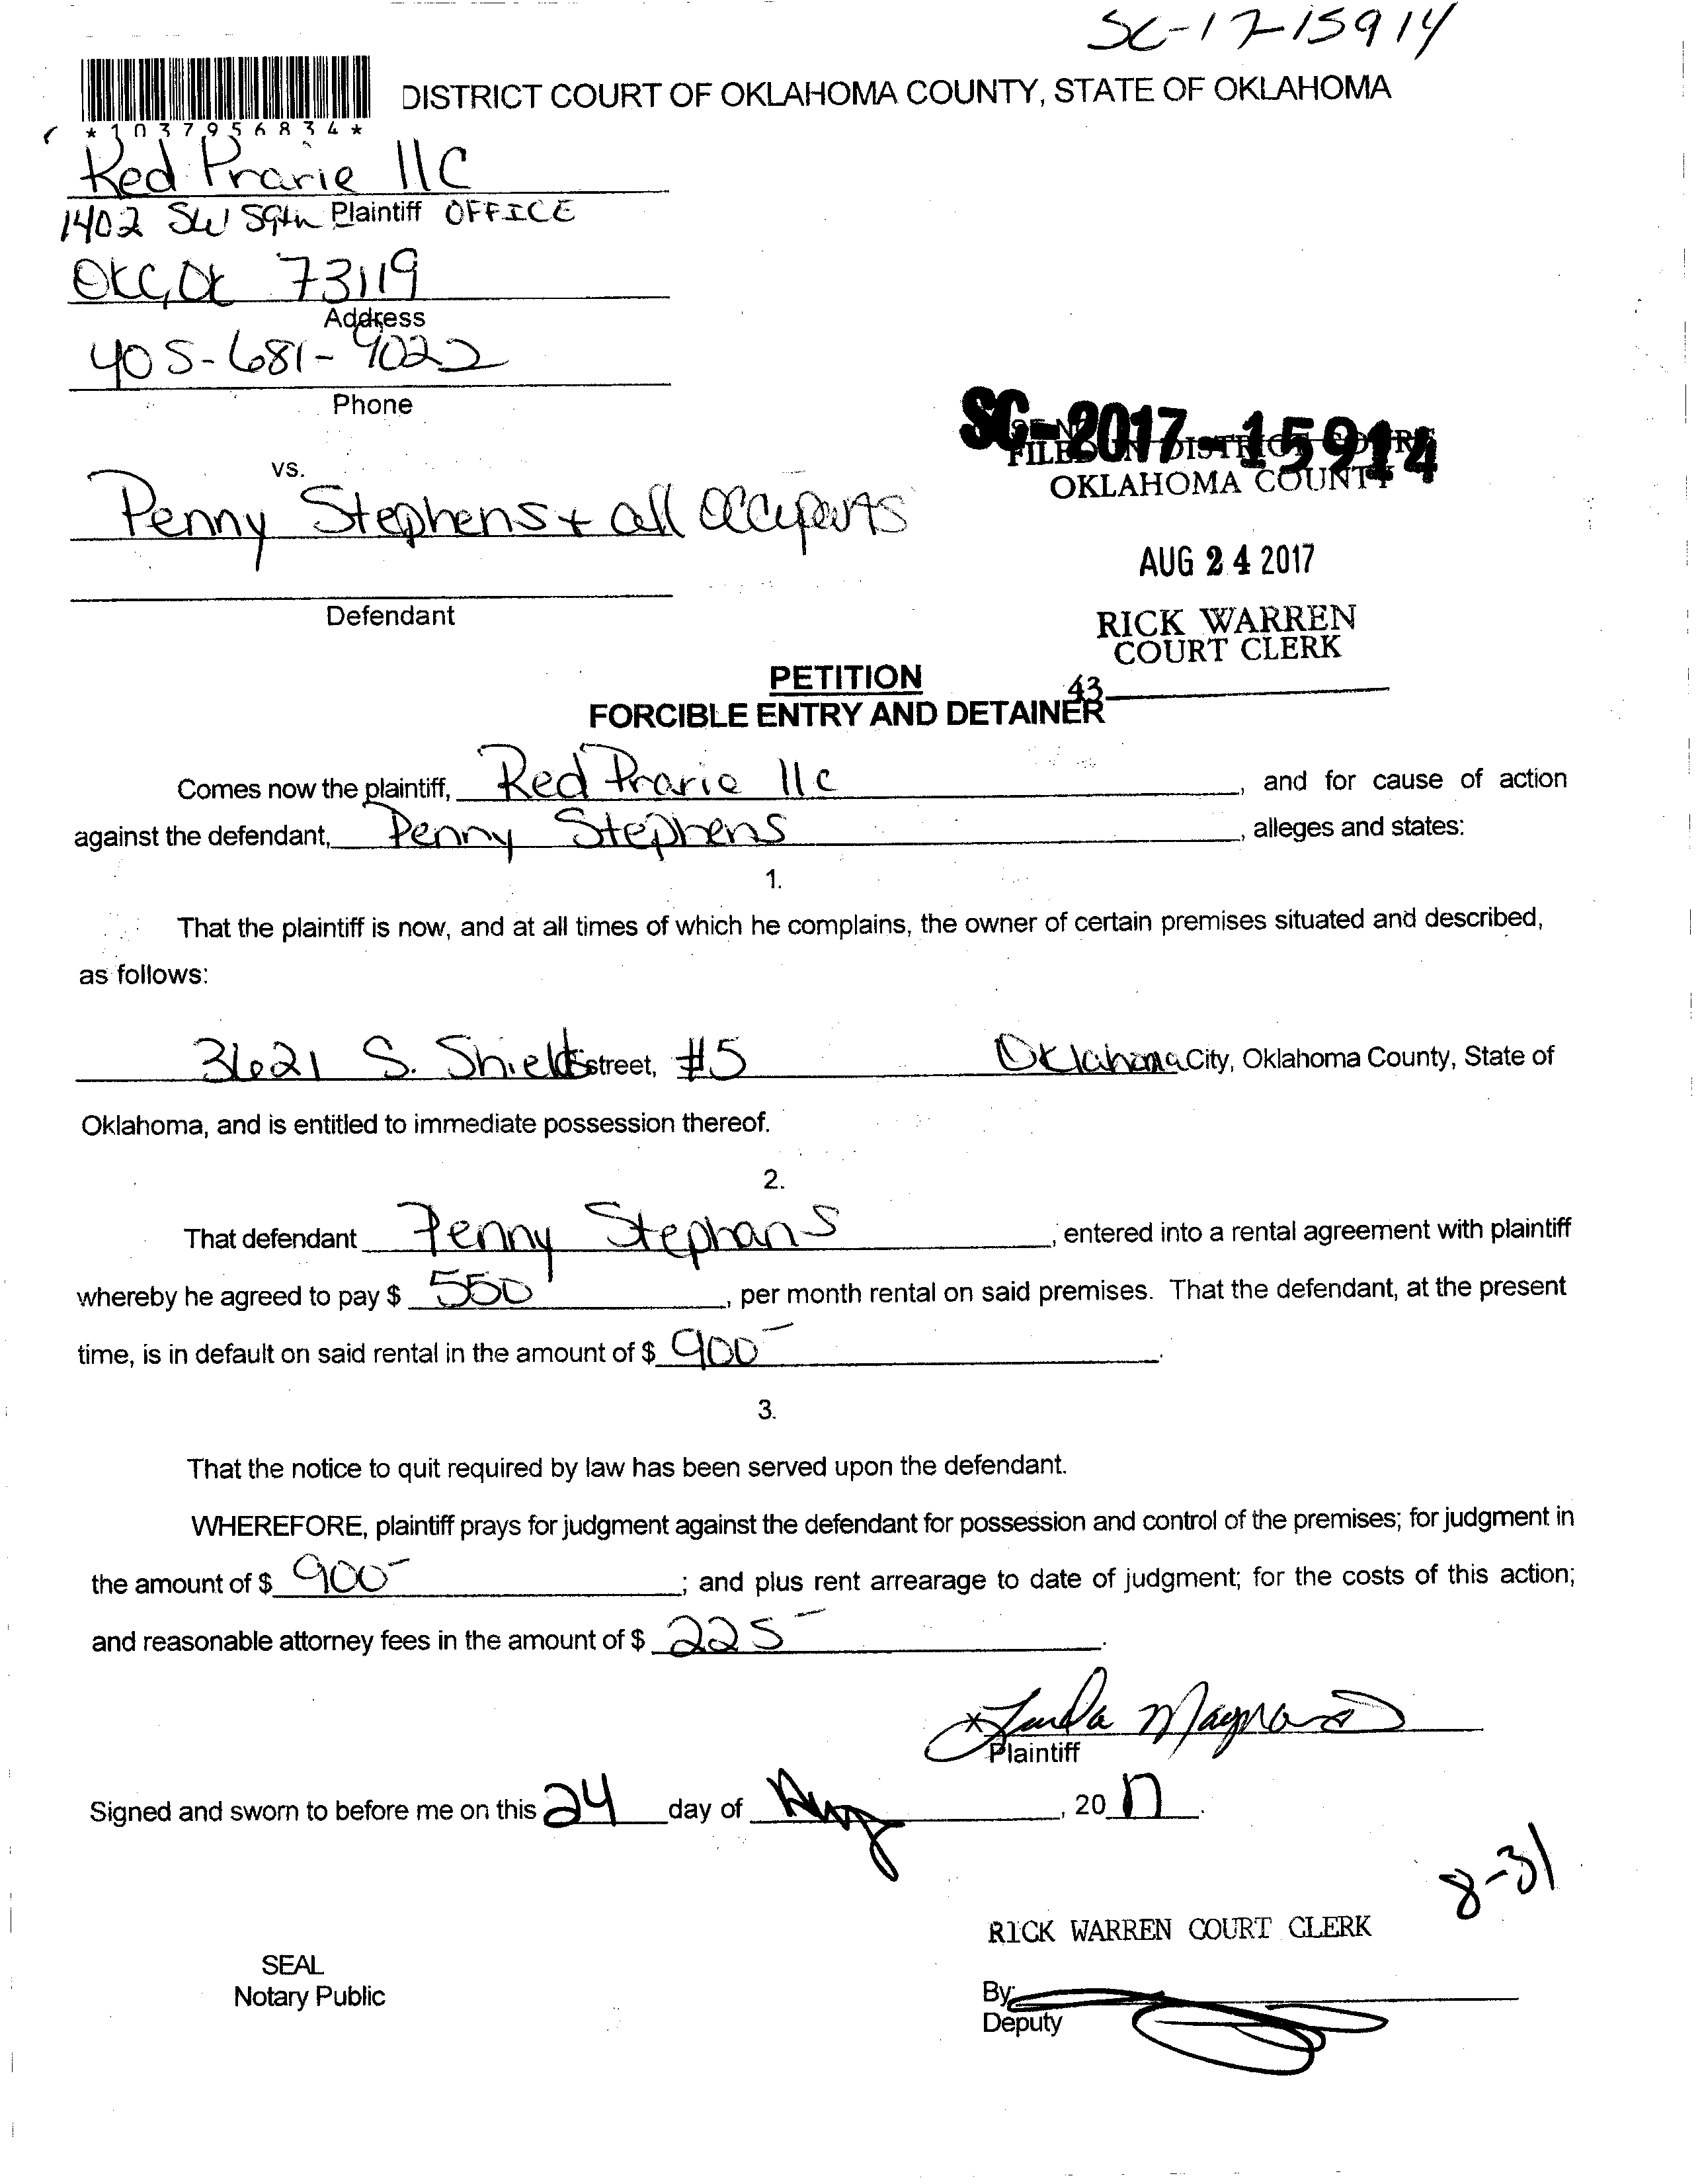 SC-17-15914
DISTRICT COURT OF OKLAHOMA COUNTY, STATE OF OKLAHOMA
*1037956834*
Red Prarie llC
1402 SW 59th Plaintiff OFFICE
OKC, Ok 73119
Address
405-681-9022
Phone
SC-2017-15914
FILED IN DISTRICT COURT
OKLAHOMA COUNTY
vs.
Penny Stephens + all occupants
AUG 24 2017
Defendant
RICK WARREN
COURT CLERK
43
PETITION
FORCIBLE ENTRY AND DETAINER
Comes now the plaintiff, Red Prarie llc, and for cause of action
against the defendant, Penny Stephens, alleges and states:
1.
That the plaintiff is now, and at all times of which he complains, the owner of certain premises situated and described,
as follows:
3621 S. Shields street, #5 Oklahoma City, Oklahoma County, State of
Oklahoma, and is entitled to immediate possession thereof.
2.
That defendant Penny Stephans, entered into a rental agreement with plaintiff
whereby he agreed to pay $ 550, per month rental on said premises. That the defendant, at the present
time, is in default on said rental in the amount of $ 900-.
3.
That the notice to quit required by law has been served upon the defendant.
WHEREFORE, plaintiff prays for judgment against the defendant for possession and control of the premises; for judgment in
the amount of $ 900-; and plus rent arrearage to date of judgment; for the costs of this action;
and reasonable attorney fees in the amount of $ 225-.
Linda Maynard
Plaintiff
Signed and sworn to before me on this 24 day of Aug, 20 17.
8-31
RICK WARREN COURT CLERK
SEAL
Notary Public
By:
Deputy